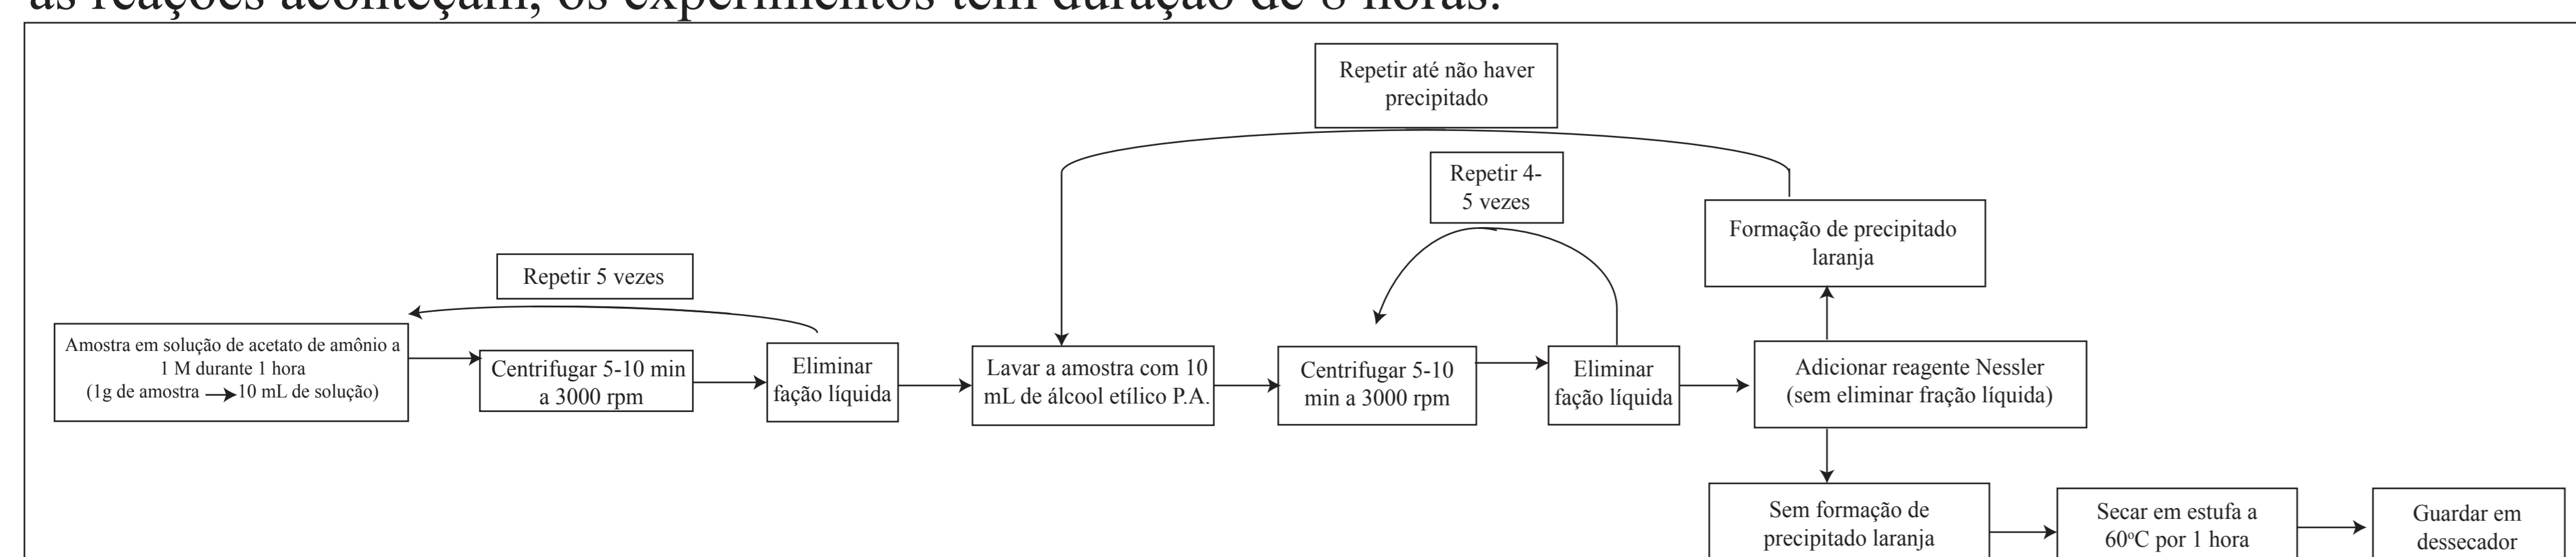 as reações aconteçam, os experimentos têm duração de 8 horas.
Repetir até não haver
precipitado
Repetir 4-
5 vezes
Formação de precipitado
laranja
Repetir 5 vezes
Amostra em solução de acetato de amônio a
1 M durante 1 hora
(1g de amostra → 10 mL de solução)
Centrifugar 5-10 min
a 3000 rpm
Eliminar
fação líquida
Lavar a amostra com 10
mL de álcool etílico P.A.
Centrifugar 5-10
min a 3000 rpm
Eliminar
fação líquida
Adicionar reagente Nessler
(sem eliminar fração líquida)
Sem formação de
precipitado laranja
Secar em estufa a
60ºC por 1 hora
Guardar em
dessecador